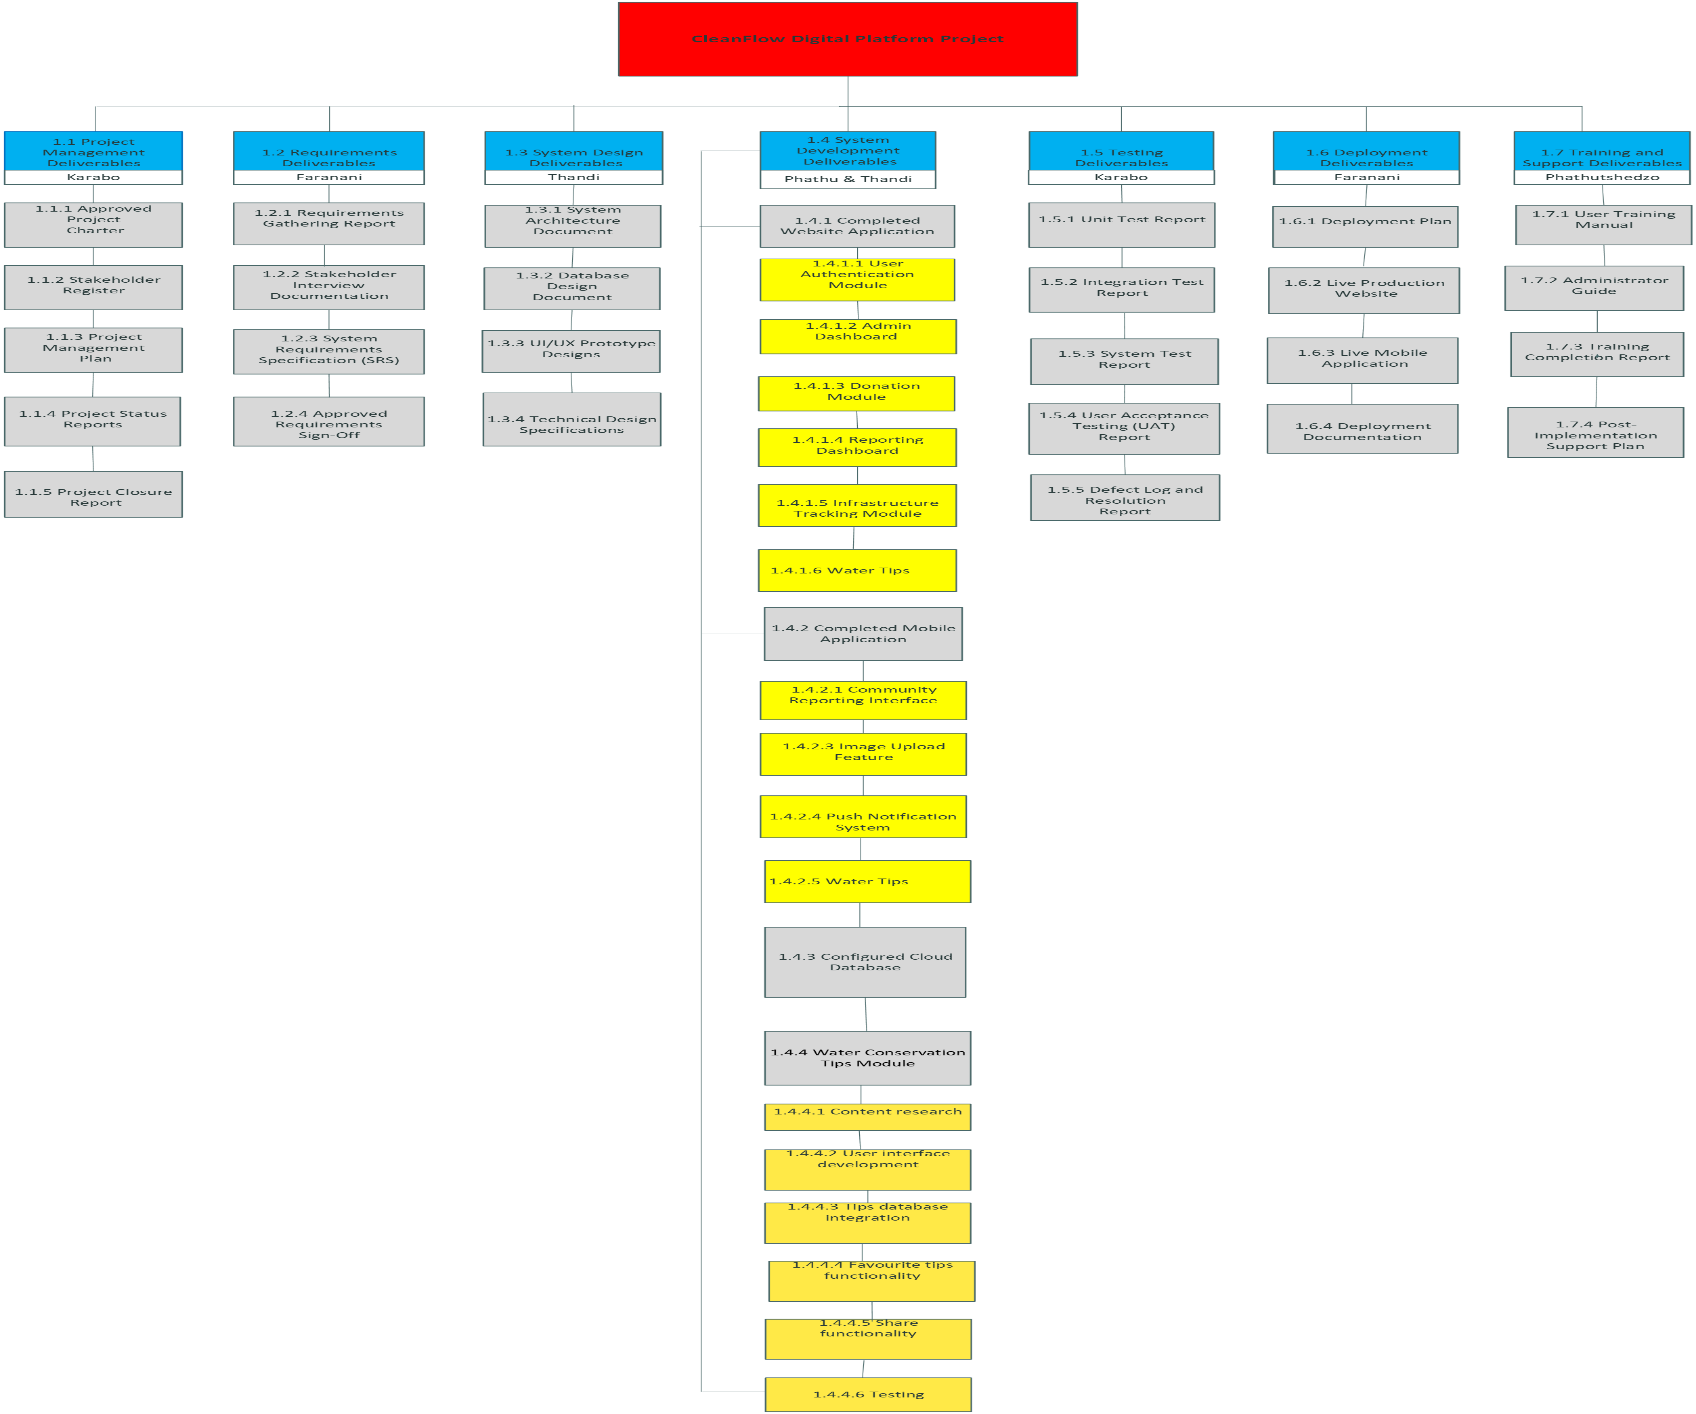 CleanFlow Digital Platform Project
1.1 Project
Management
Deliverables
Karabo
1.1.1 Approved
Project
Charter
1.1.2 Stakeholder
Register
1.1.3 Project
Management
Plan
1.1.4 Project Status
Reports
1.1.5 Project Closure
Report
1.2 Requirements
Deliverables
Faranani
1.2.1 Requirements
Gathering Report
1.2.2 Stakeholder
Interview
Documentation
1.2.3 System
Requirements
Specification (SRS)
1.2.4 Approved
Requirements
Sign-Off
1.3 System Design
Deliverables
Thandi
1.3.1 System
Architecture
Document
1.3.2 Database
Design
Document
1.3.3 UI/UX Prototype
Designs
1.3.4 Technical Design
Specifications
1.4 System
Development
Deliverables
Phathu & Thandi
1.4.1 Completed
Website Application
1.4.1.1 User
Authentication
Module
1.4.1.2 Admin
Dashboard
1.4.1.3 Donation
Module
1.4.1.4 Reporting
Dashboard
1.4.1.5 Infrastructure
Tracking Module
1.4.1.6 Water Tips
1.4.2 Completed Mobile
Application
1.4.2.1 Community
Reporting Interface
1.4.2.3 Image Upload
Feature
1.4.2.4 Push Notification
System
1.4.2.5 Water Tips
1.4.3 Configured Cloud
Database
1.4.4 Water Conservation
Tips Module
1.4.4.1 Content research
1.4.4.2 User interface
development
1.4.4.3 Tips database
integration
1.4.4.4 Favourite tips
functionality
1.4.4.5 Share
functionality
1.4.4.6 Testing
1.5 Testing
Deliverables
Karabo
1.5.1 Unit Test Report
1.5.2 Integration Test
Report
1.5.3 System Test
Report
1.5.4 User Acceptance
Testing (UAT)
Report
1.5.5 Defect Log and
Resolution
Report
1.6 Deployment
Deliverables
Faranani
1.6.1 Deployment Plan
1.6.2 Live Production
Website
1.6.3 Live Mobile
Application
1.6.4 Deployment
Documentation
1.7 Training and
Support Deliverables
Phathutshedzo
1.7.1 User Training
Manual
1.7.2 Administrator
Guide
1.7.3 Training
Completion Report
1.7.4 Post-
Implementation
Support Plan